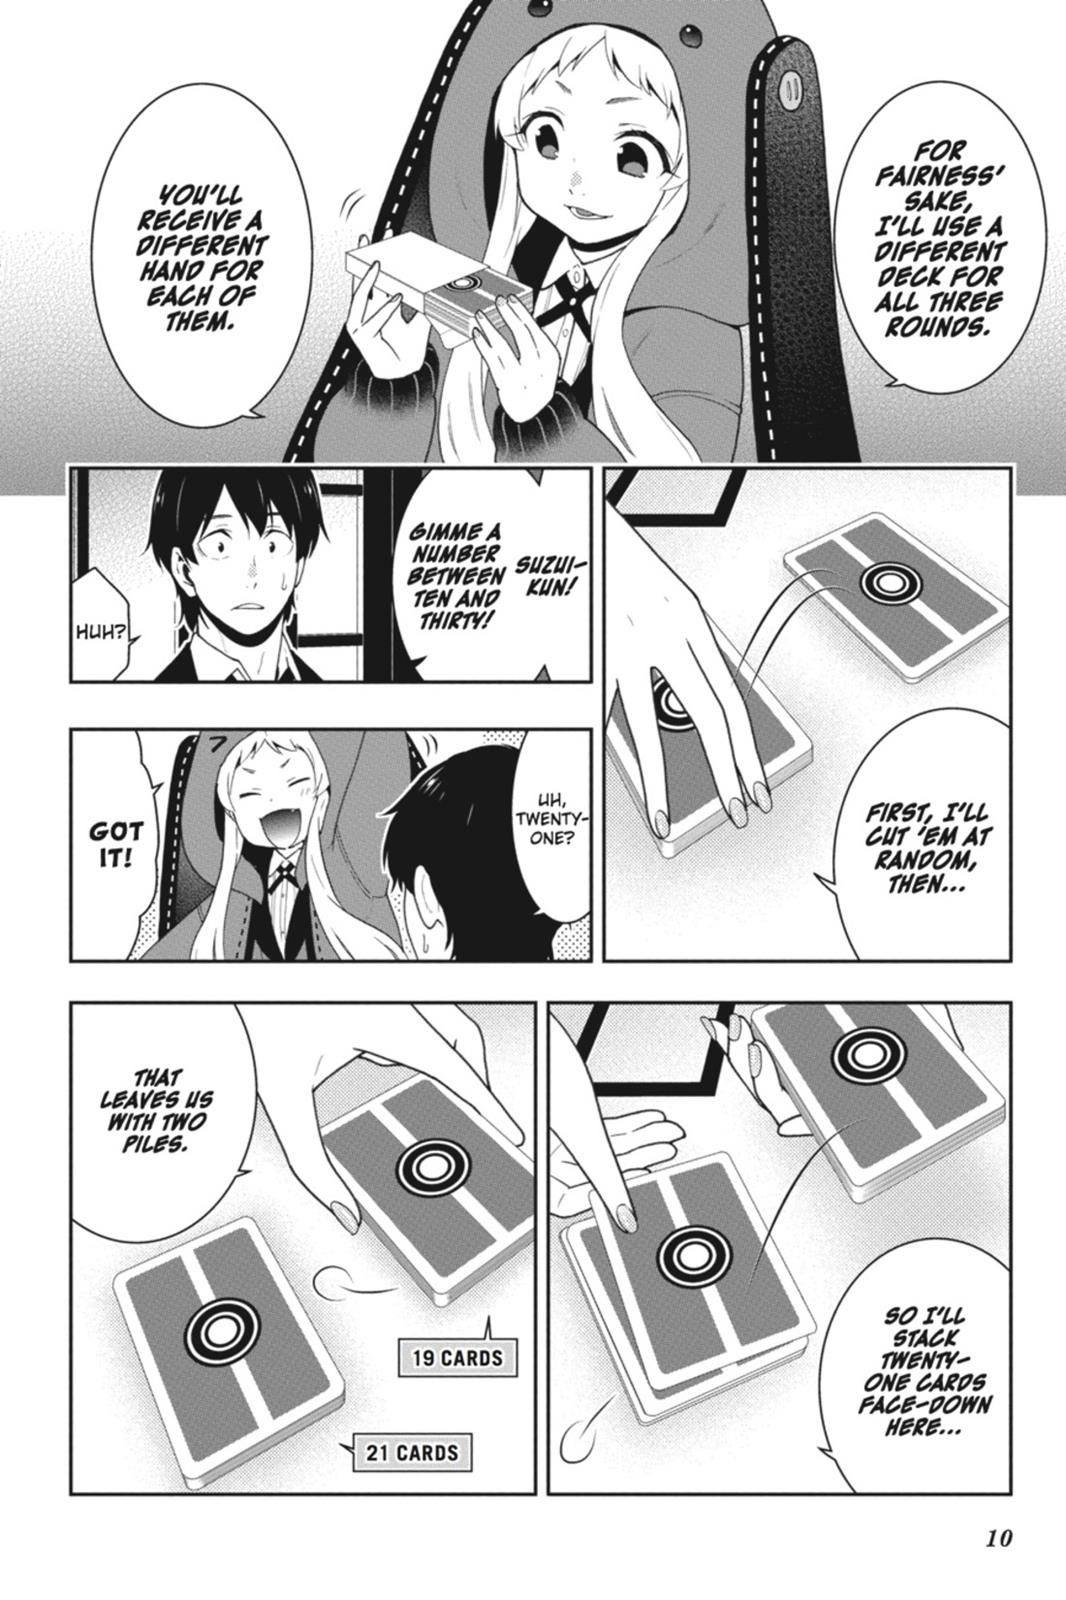 FOR
FAIRNESS'
SAKE,
I'LL USE A
DIFFERENT
DECK FOR
ALL THREE
ROUNDS.
YOU'LL
RECEIVE A
DIFFERENT
HAND FOR
EACH OF
THEM.
FIRST, I'LL
CUT 'EM AT
RANDOM,
THEN...
SUZUI-
KUN!
GIMME A
NUMBER
BETWEEN
TEN AND
THIRTY!
HUH?
UH,
TWENTY-
ONE?
GOT
IT!
SO I'LL
STACK
TWENTY-
ONE CARDS
FACE-DOWN
HERE...
THAT
LEAVES US
WITH TWO
PILES.
19 CARDS
21 CARDS
10